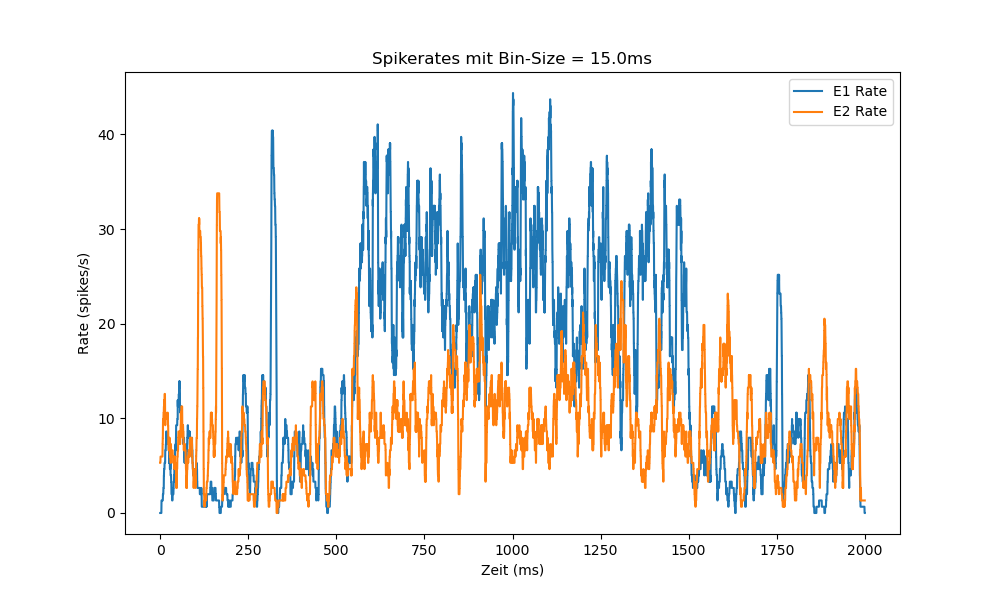 Spikerates mit Bin-Size = 15.0ms
E1 Rate
E2 Rate
Rate (spikes/s)
40
30
20
10
0
0 250 500 750 1000 1250 1500 1750 2000
Zeit (ms)